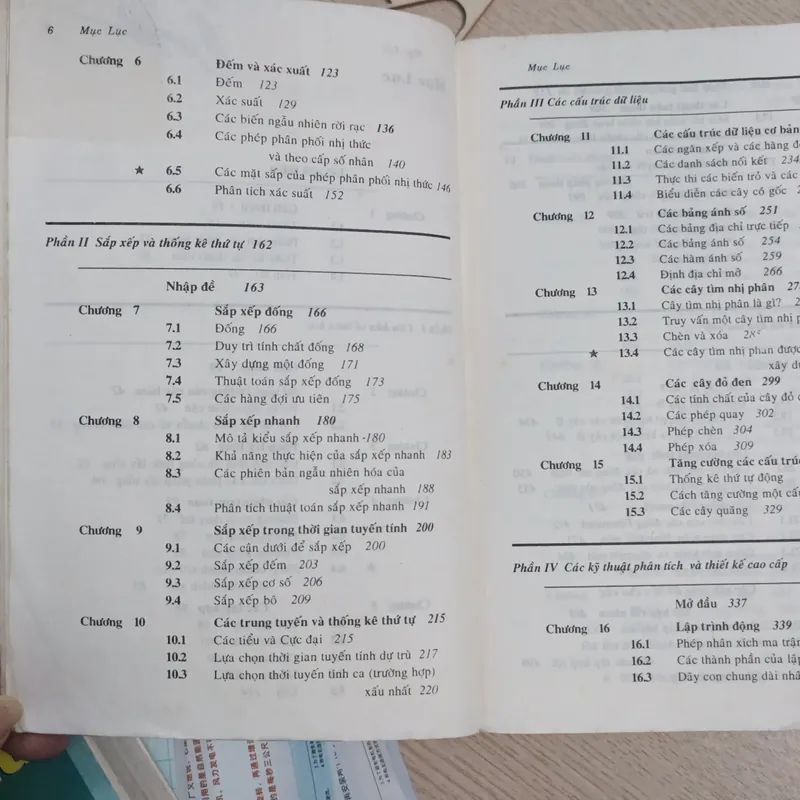 6 Mục Lục
Chương 6 Đếm và xác xuất 123
6.1 Đếm 123
6.2 Xác suất 129
6.3 Các biến ngẫu nhiên rời rạc 136
6.4 Các phép phân phối nhị thức
và theo cấp số nhân 140
★ 6.5 Các mặt sấp của phép phân phối nhị thức 146
6.6 Phân tích xác suất 152
Phần II Sắp xếp và thống kê thứ tự 162
Nhập đề 163
Chương 7 Sắp xếp đống 166
7.1 Đống 166
7.2 Duy trì tính chất đống 168
7.3 Xây dựng một đống 171
7.4 Thuật toán sắp xếp đống 173
7.5 Các hàng đợi ưu tiên 175
Chương 8 Sắp xếp nhanh 180
8.1 Mô tả kiểu sắp xếp nhanh 180
8.2 Khả năng thực hiện của sắp xếp nhanh 183
8.3 Các phiên bản ngẫu nhiên hóa của
sắp xếp nhanh 188
8.4 Phân tích thuật toán sắp xếp nhanh 191
Chương 9 Sắp xếp trong thời gian tuyến tính 200
9.1 Các cận dưới để sắp xếp 200
9.2 Sắp xếp đếm 203
9.3 Sắp xếp cơ số 206
9.4 Sắp xếp bô 209
Chương 10 Các trung tuyến và thống kê thứ tự 215
10.1 Các tiểu và Cực đại 215
10.2 Lựa chọn thời gian tuyến tính dự trù 217
10.3 Lựa chọn thời tuyến tính ca (trường hợp)
xấu nhất 220
Mục Lục
Phần III Các cấu trúc dữ liệu
Chương 11 Các cấu trúc dữ liệu cơ bản
11.1 Các ngăn xếp và các hàng
11.2 Các danh sách nối kết 234
11.3 Thực thi các biến trỏ và các
11.4 Biểu diễn các cây có gốc
Chương 12 Các bảng ánh số 251
12.1 Các bảng địa chỉ trực tiếp
12.2 Các bảng ánh số 254
12.3 Các hàm ánh số 259
12.4 Định địa chỉ mở 266
Chương 13 Các cây tìm nhị phân
13.1 Cây tìm nhị phân là gì?
13.2 Truy vấn một cây tìm nhị
13.3 Chèn và xóa
★ 13.4 Các cây tìm nhị phân được
xây
Chương 14 Các cây đỏ đen 299
14.1 Các tính chất của cây đỏ
14.2 Các phép quay 302
14.3 Phép chèn 304
14.4 Phép xóa 309
Chương 15 Tăng cường các cấu trúc
15.1 Thống kê thứ tự động
15.2 Cách tăng cường một
15.3 Các cây quãng 329
Phần IV Các kỹ thuật phân tích và thiết kế cao cấp
Mở đầu 337
Chương 16 Lập trình động 339
16.1 Phép nhân xích ma
16.2 Các thành phần của
16.3 Dãy con chung dài